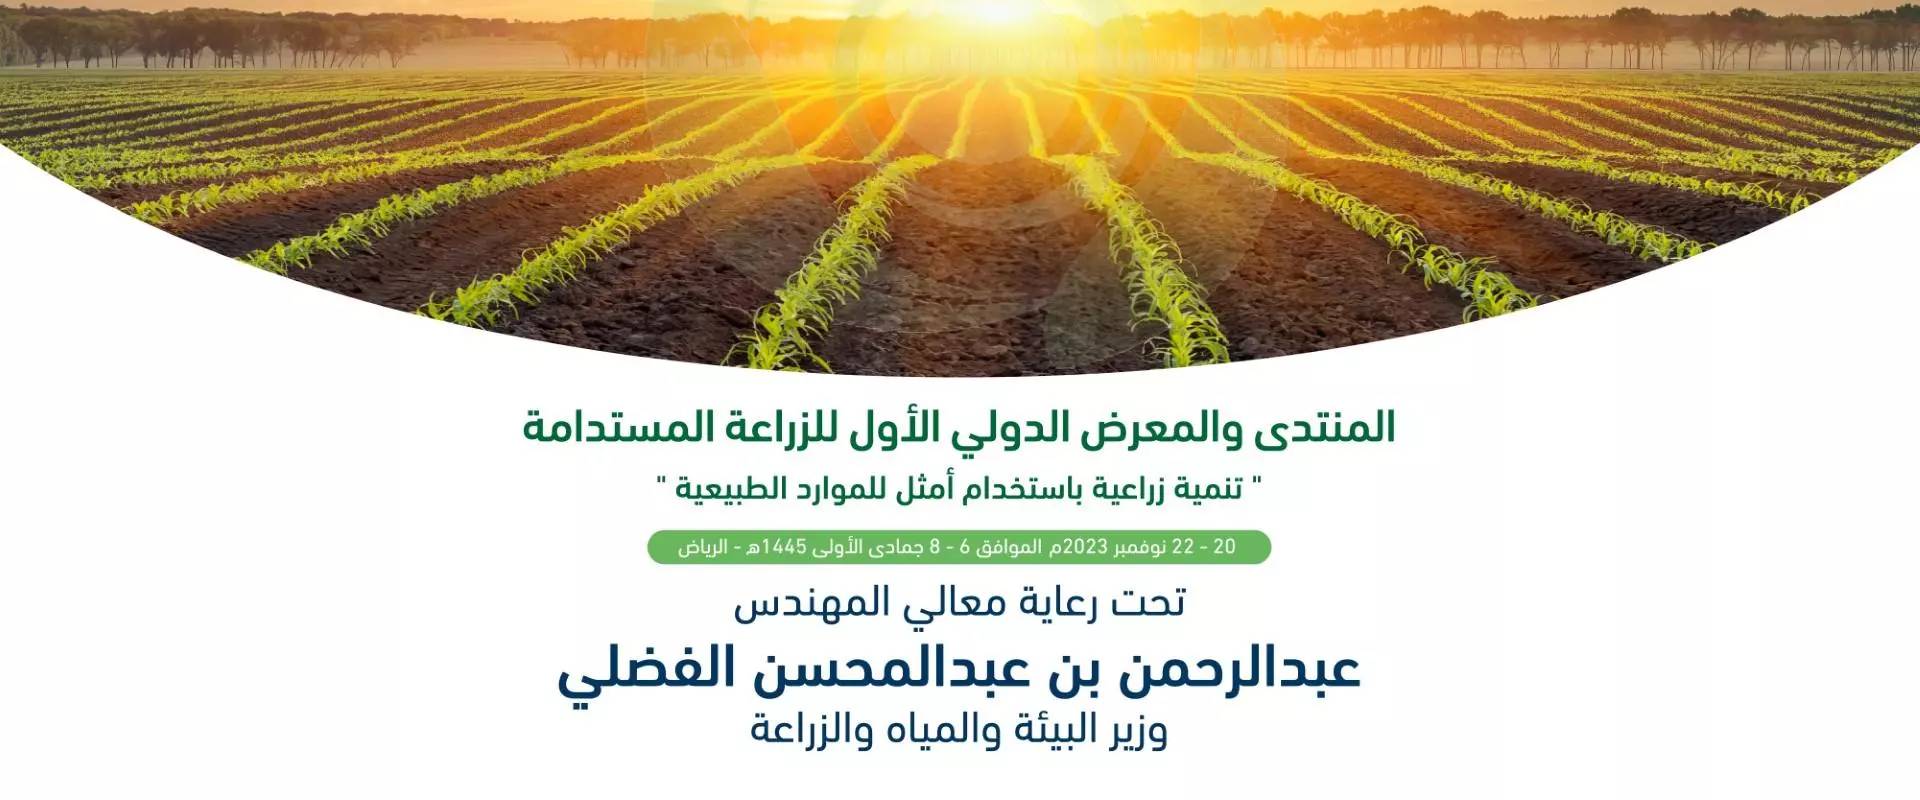 المنتدى والمعرض الدولي الأول للزراعة المستدامة
" تنمية زراعية باستخدام أمثل للموارد الطبيعية "
20 - 22 نوفمبر 2023م الموافق 6 - 8 جمادى الأولى 1445هـ - الرياض
تحت رعاية معالي المهندس
عبدالرحمن بن عبدالمحسن الفضلي
وزير البيئة والمياه والزراعة